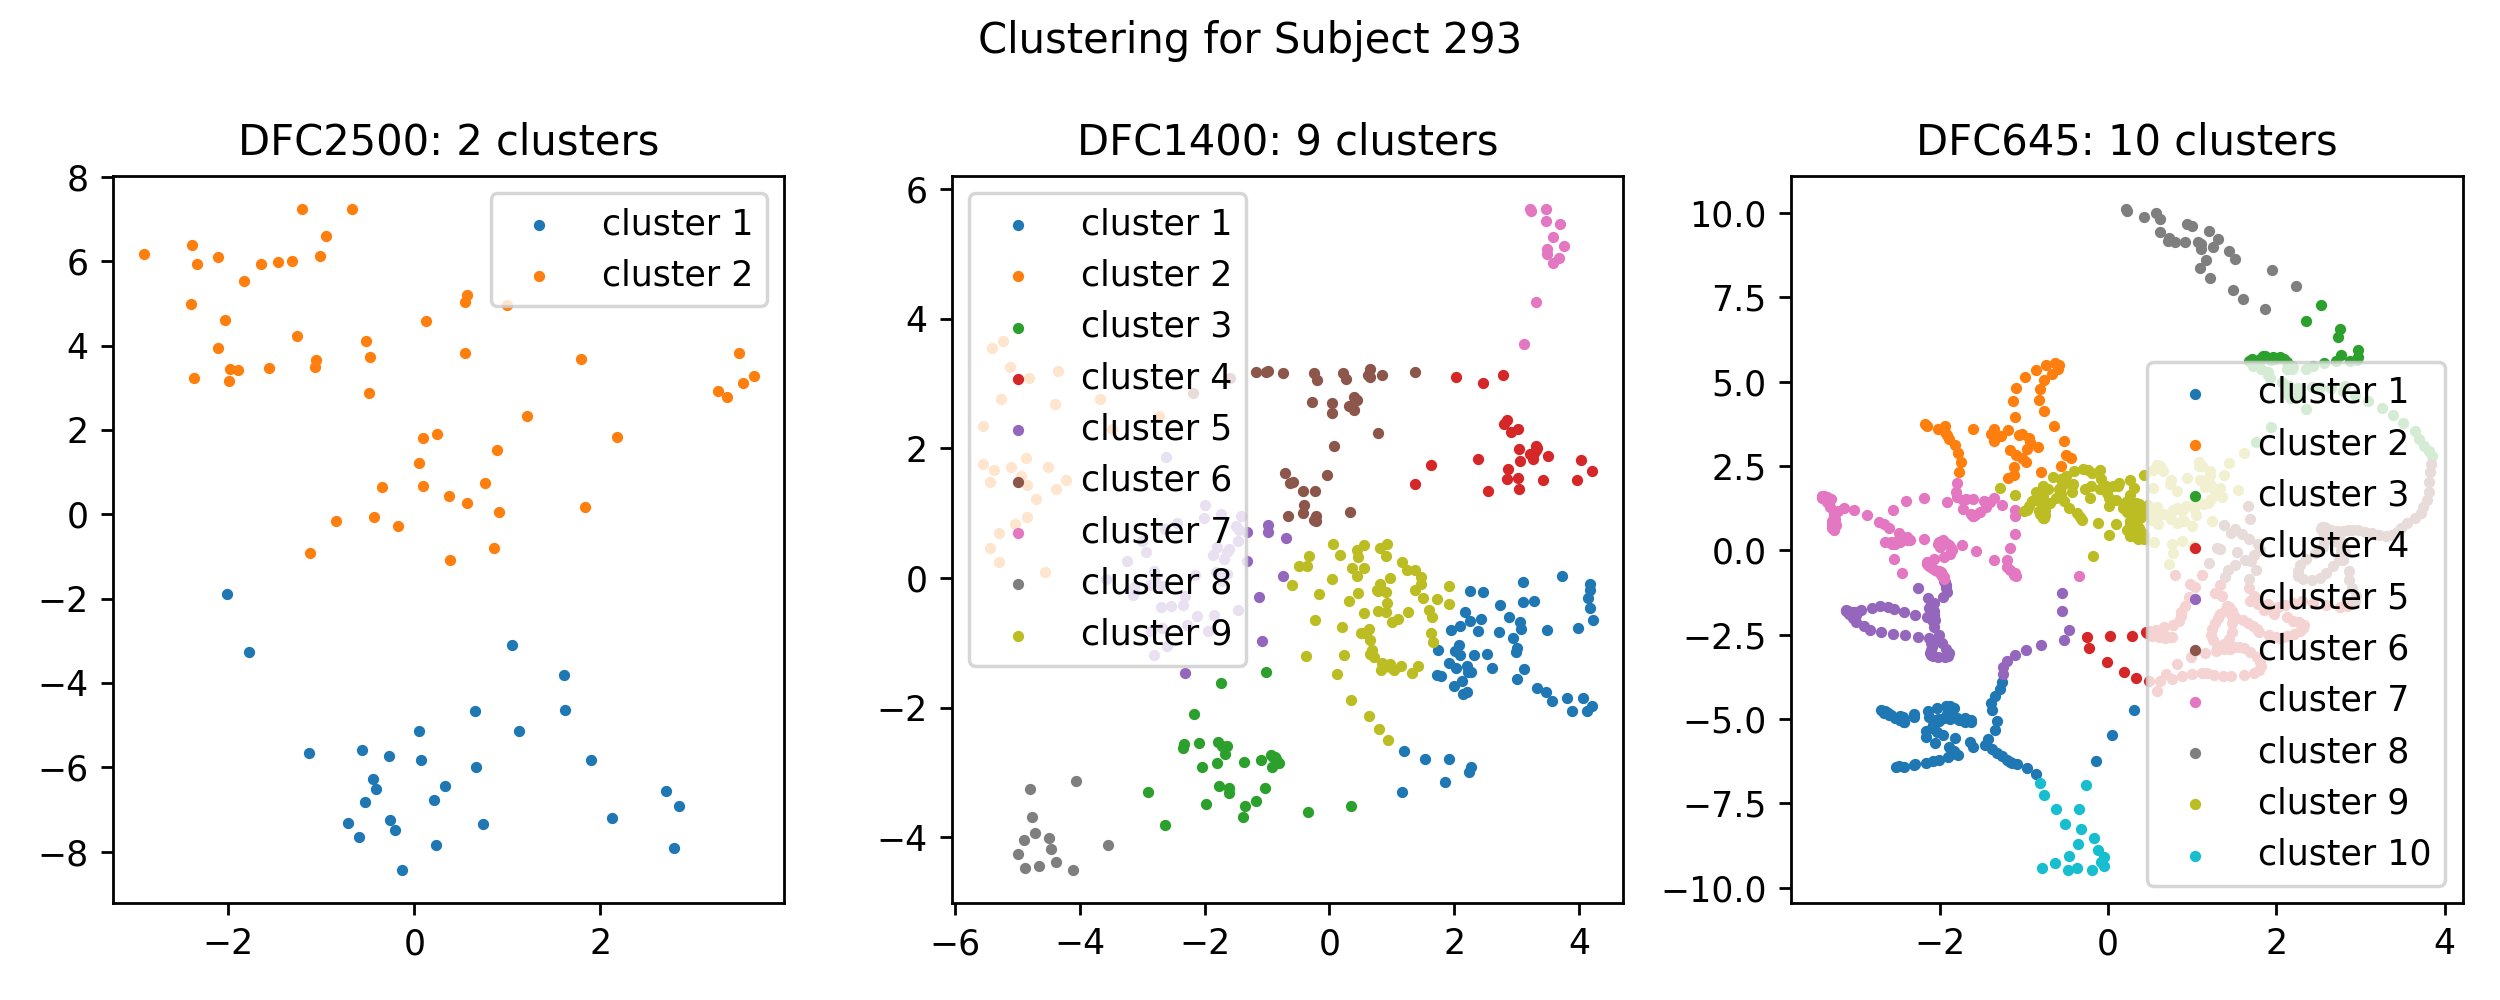 Clustering for Subject 293
DFC2500: 2 clusters
8
6
4
2
0
−2
−4
−6
−8
−2
0
2
cluster 1
cluster 2
DFC1400: 9 clusters
6
4
2
0
−2
−4
−6
−4
−2
0
2
4
cluster 1
cluster 2
cluster 3
cluster 4
cluster 5
cluster 6
cluster 7
cluster 8
cluster 9
DFC645: 10 clusters
10.0
7.5
5.0
2.5
0.0
−2.5
−5.0
−7.5
−10.0
−2
0
2
4
cluster 1
cluster 2
cluster 3
cluster 4
cluster 5
cluster 6
cluster 7
cluster 8
cluster 9
cluster 10